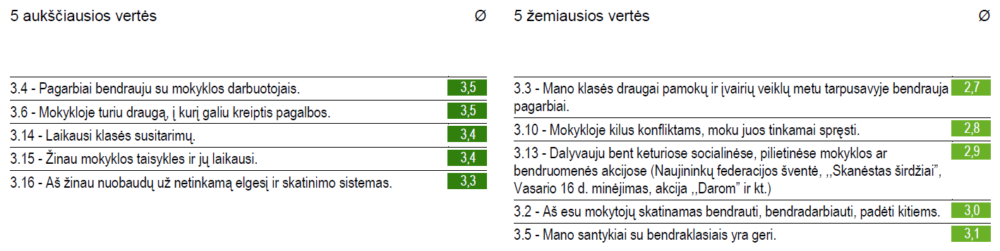 5 aukščiausios vertės Ø
3.4 - Pagarbiai bendrauju su mokyklos darbuotojais. 3,5
3.6 - Mokykloje turiu draugą, į kurį galiu kreiptis pagalbos. 3,5
3.14 - Laikausi klasės susitarimų. 3,4
3.15 - Žinau mokyklos taisykles ir jų laikausi. 3,4
3.16 - Aš žinau nuobaudų už netinkamą elgesį ir skatinimo sistemas. 3,3
5 žemiausios vertės Ø
3.3 - Mano klasės draugai pamokų ir įvairių veiklų metu tarpusavyje bendrauja 2,7
pagarbiai.
3.10 - Mokykloje kilus konfliktams, moku juos tinkamai spręsti. 2,8
3.13 - Dalyvauju bent keturiose socialinėse, pilietinėse mokyklos ar 2,9
bendruomenės akcijose (Naujininkų federacijos šventė, ,,Skanėstas širdžiai”,
Vasario 16 d. minėjimas, akcija ,,Darom” ir kt.)
3.2 - Aš esu mokytojų skatinamas bendrauti, bendradarbiauti, padėti kitiems. 3,0
3.5 - Mano santykiai su bendraklasiais yra geri. 3,1